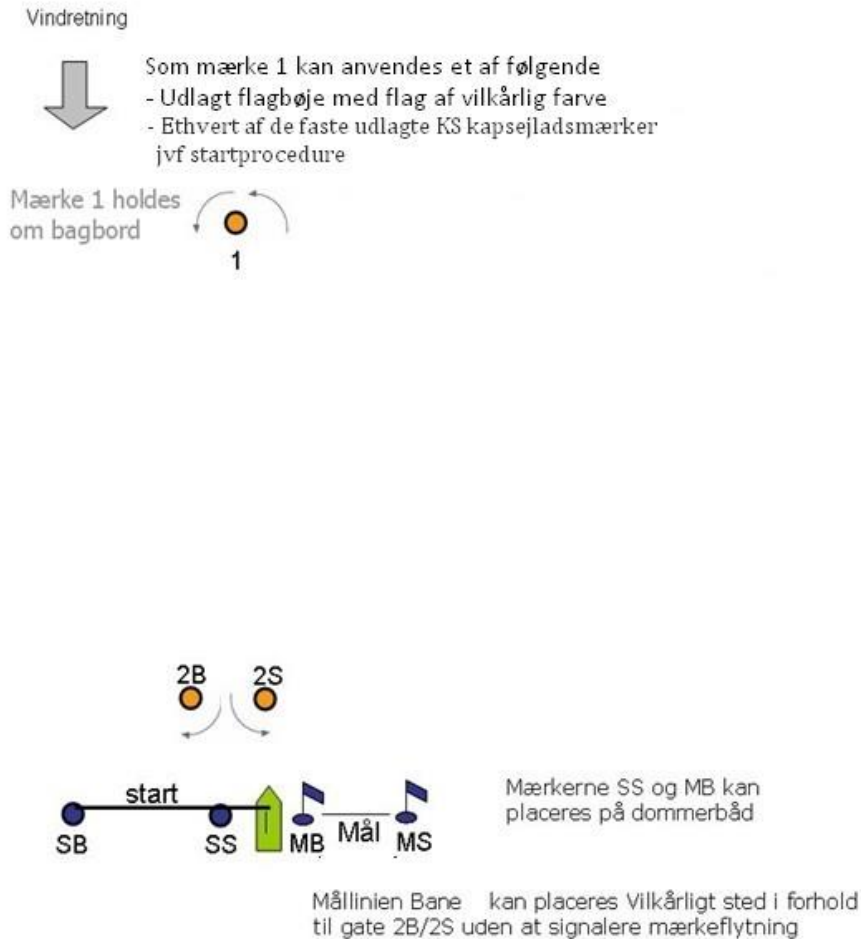 Vindretning
Som mærke 1 kan anvendes et af følgende
- Udlagt flagbøje med flag af vilkårlig farve
- Ethvert af de faste udlagte KS kapsejladsmærker
jvf startprocedure
Mærke 1 holdes
om bagbord
1
2B 2S
start
SB SS MB Mål MS
Mærkerne SS og MB kan
placeres på dommerbåd
Mållinien Bane kan placeres Vilkårligt sted i forhold
til gate 2B/2S uden at signalere mærkeflytning